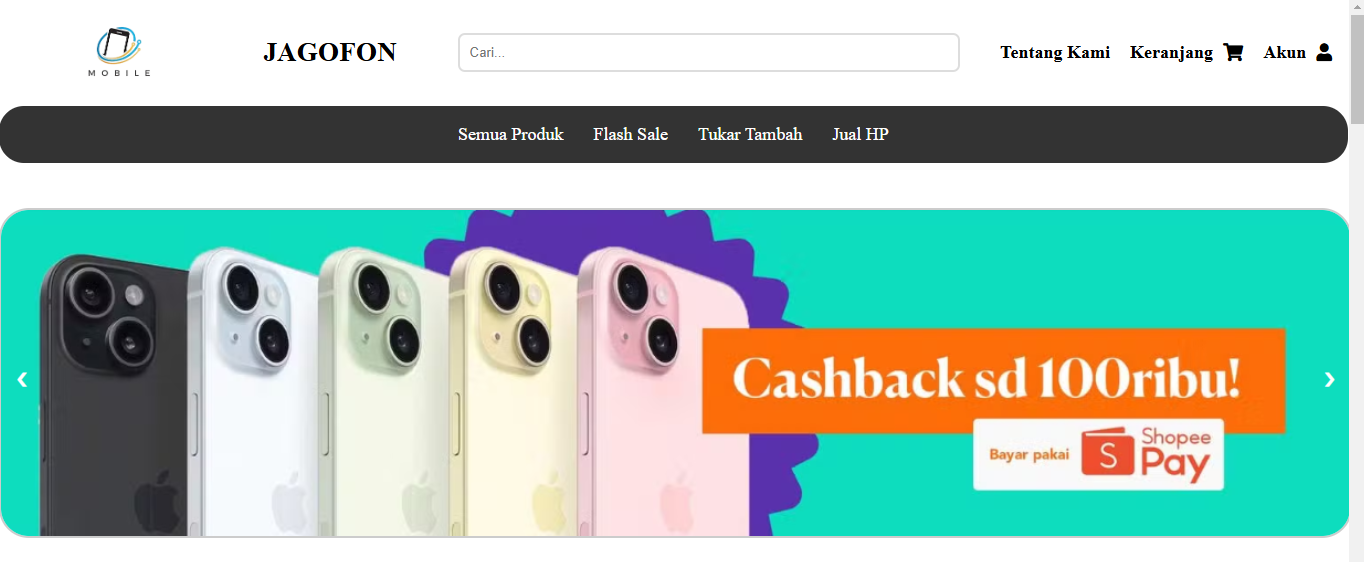 MOBILE
JAGOFON
Cari...
Tentang Kami Keranjang Akun
Semua Produk Flash Sale Tukar Tambah Jual HP
Cashback sd 100ribu!
Bayar pakai S Shopee Pay